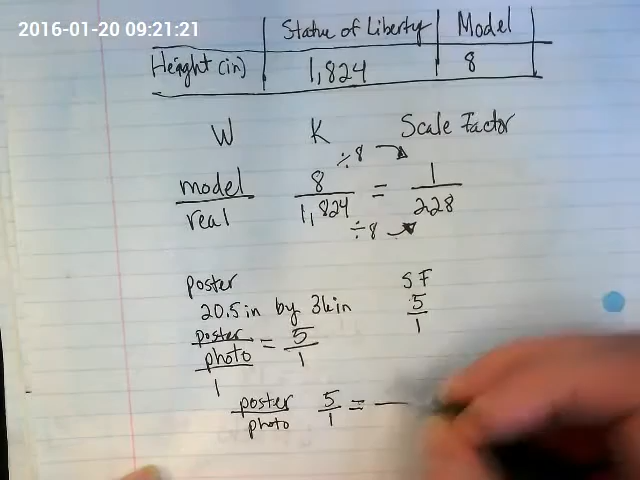 2016-01-20 09:21:21
Statue of Liberty Model
Height (in) 1,824 8
W K Scale Factor
÷8
model 8 = 1
real 1,824 228
÷8
poster SF
20.5 in by 36 in 5
1
poster = 5
photo 1
1
poster 5 =
photo 1